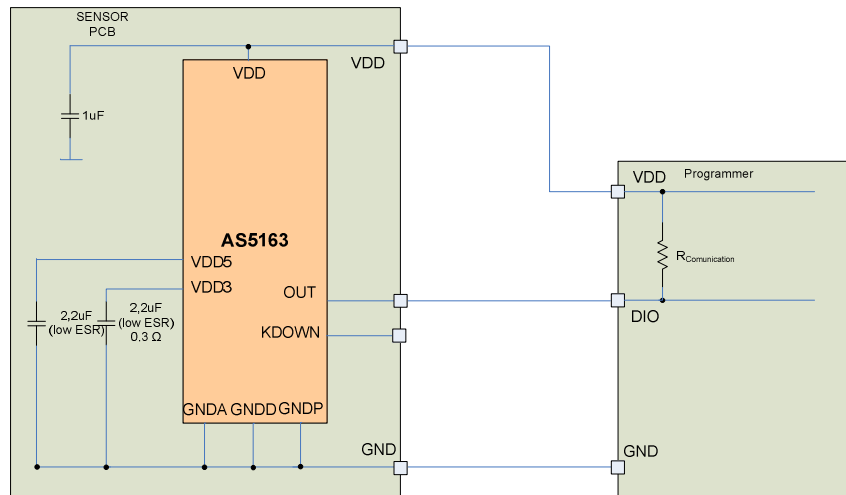 SENSOR
PCB
VDD
VDD
1uF
VDD
Programmer
AS5163
RComunication
VDD5
VDD3
OUT
2,2uF
(low ESR)
2,2uF
(low ESR)
0.3 Ω
DIO
KDOWN
GNDA GNDD GNDP
GND
GND